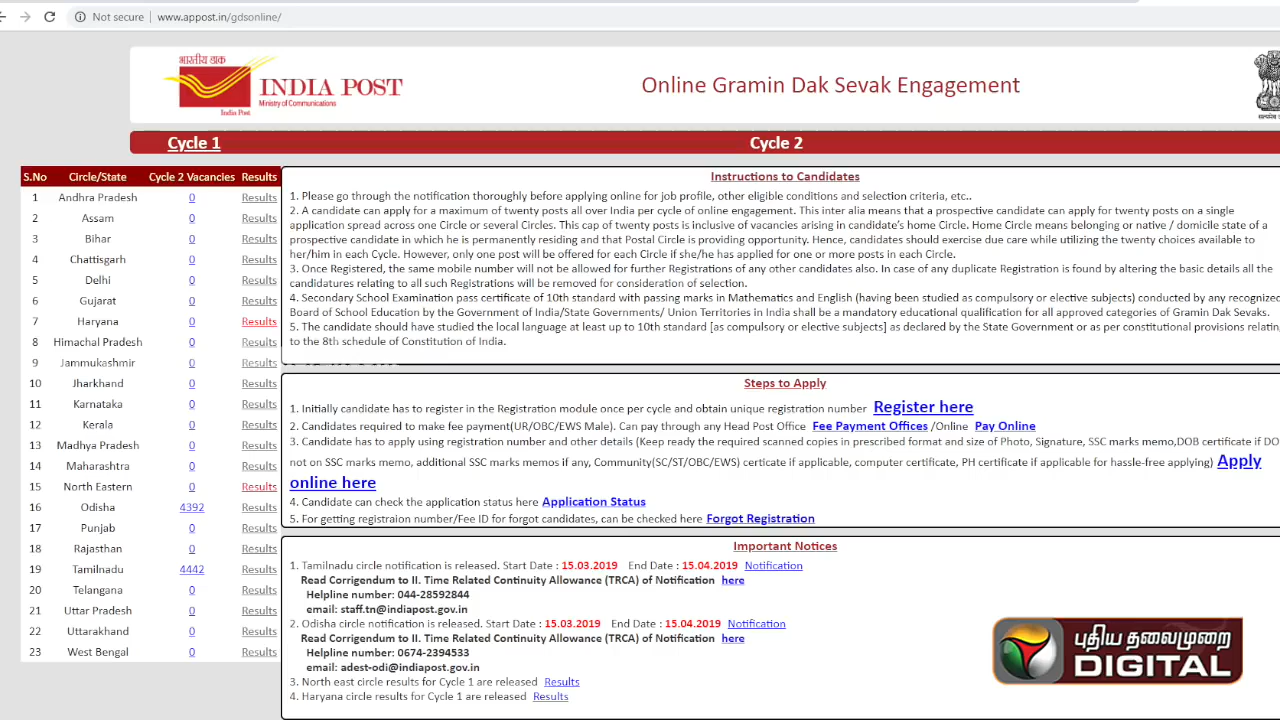 Not secure | www.appost.in/gdsonline/
भारतीय डाक
INDIA POST
Ministry of Communications
India Post
Online Gramin Dak Sevak Engagement
Cycle 1
Cycle 2
S.No Circle/State Cycle 2 Vacancies Results
1 Andhra Pradesh 0 Results
2 Assam 0 Results
3 Bihar 0 Results
4 Chattisgarh 0 Results
5 Delhi 0 Results
6 Gujarat 0 Results
7 Haryana 0 Results
8 Himachal Pradesh 0 Results
9 Jammukashmir 0 Results
10 Jharkhand 0 Results
11 Karnataka 0 Results
12 Kerala 0 Results
13 Madhya Pradesh 0 Results
14 Maharashtra 0 Results
15 North Eastern 0 Results
16 Odisha 4392 Results
17 Punjab 0 Results
18 Rajasthan 0 Results
19 Tamilnadu 4442 Results
20 Telangana 0 Results
21 Uttar Pradesh 0 Results
22 Uttarakhand 0 Results
23 West Bengal 0 Results
Instructions to Candidates
1. Please go through the notification thoroughly before applying online for job profile, other eligible conditions and selection criteria, etc..
2. A candidate can apply for a maximum of twenty posts all over India per cycle of online engagement. This inter alia means that a prospective candidate can apply for twenty posts on a single
application spread across one Circle or several Circles. This cap of twenty posts is inclusive of vacancies arising in candidate's home Circle. Home Circle means belonging or native / domicile state of a
prospective candidate in which he is permanently residing and that Postal Circle is providing opportunity. Hence, candidates should exercise due care while utilizing the twenty choices available to
her/him in each Cycle. However, only one post will be offered for each Circle if she/he has applied for one or more posts in each Circle.
3. Once Registered, the same mobile number will not be allowed for further Registrations of any other candidates also. In case of any duplicate Registration is found by altering the basic details all the
candidatures relating to all such Registrations will be removed for consideration of selection.
4. Secondary School Examination pass certificate of 10th standard with passing marks in Mathematics and English (having been studied as compulsory or elective subjects) conducted by any recognized
Board of School Education by the Government of India/State Governments/ Union Territories in India shall be a mandatory educational qualification for all approved categories of Gramin Dak Sevaks.
5. The candidate should have studied the local language at least up to 10th standard [as compulsory or elective subjects] as declared by the State Government or as per constitutional provisions relatin
to the 8th schedule of Constitution of India.
Steps to Apply
1. Initially candidate has to register in the Registration module once per cycle and obtain unique registration number Register here
2. Candidates required to make fee payment(UR/OBC/EWS Male). Can pay through any Head Post Office Fee Payment Offices /Online Pay Online
3. Candidate has to apply using registration number and other details (Keep ready the required scanned copies in prescribed format and size of Photo, Signature, SSC marks memo,DOB certificate if DO
not on SSC marks memo, additional SSC marks memos if any, Community(SC/ST/OBC/EWS) certicate if applicable, computer certificate, PH certificate if applicable for hassle-free applying) Apply
online here
4. Candidate can check the application status here Application Status
5. For getting registraion number/Fee ID for forgot candidates, can be checked here Forgot Registration
Important Notices
1. Tamilnadu circle notification is released. Start Date : 15.03.2019 End Date : 15.04.2019 Notification
Read Corrigendum to II. Time Related Continuity Allowance (TRCA) of Notification here
Helpline number: 044-28592844
email: staff.tn@indiapost.gov.in
2. Odisha circle notification is released. Start Date : 15.03.2019 End Date : 15.04.2019 Notification
Read Corrigendum to II. Time Related Continuity Allowance (TRCA) of Notification here
Helpline number: 0674-2394533
email: adest-odi@indiapost.gov.in
3. North east circle results for Cycle 1 are released Results
4. Haryana circle results for Cycle 1 are released Results
புதிய தலைமுறை
DIGITAL